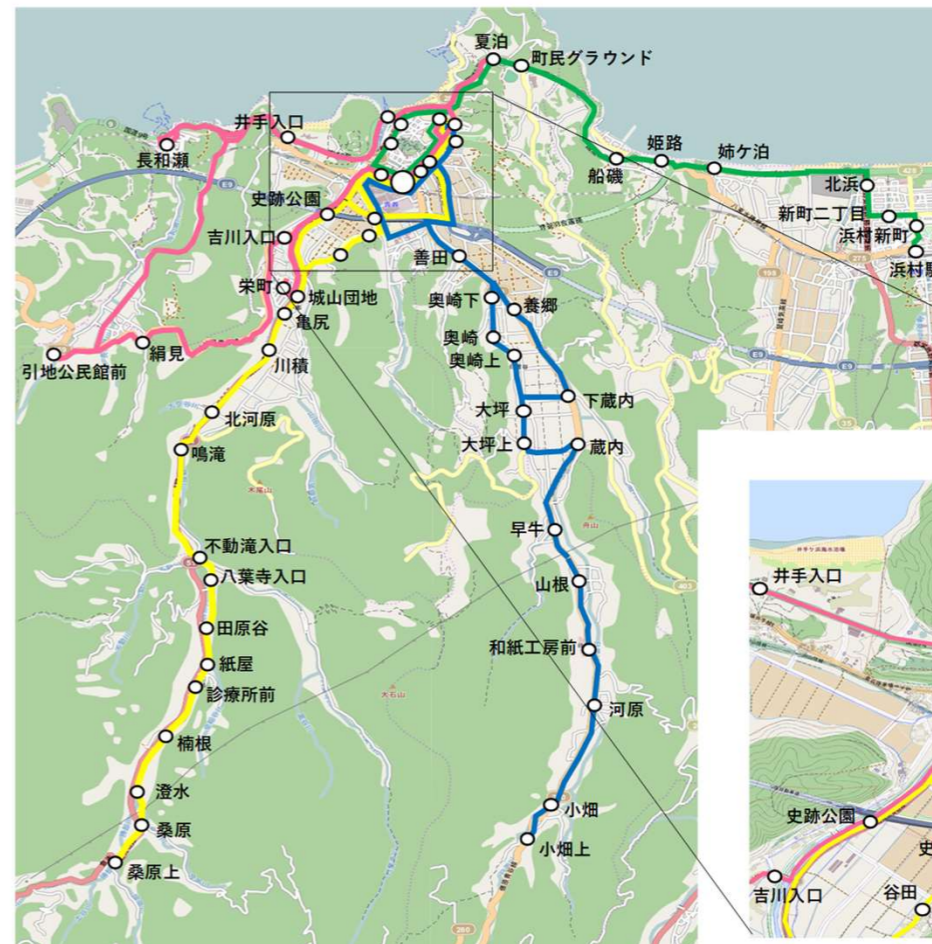 夏泊
町民グラウンド
井手入口
長和瀬
船磯
姫路
姉ケ泊
北浜
新町二丁目
浜村新町
史跡公園
吉川入口
善田
栄町
城山団地
亀尻
奥崎下
養郷
奥崎
奥崎上
絹見
引地公民館前
川積
北河原
大坪
下蔵内
鳴滝
大坪上
蔵内
早牛
不動滝入口
八葉寺入口
山根
田原谷
和紙工房前
紙屋
診療所前
河原
楠根
澄水
小畑
桑原
小畑上
桑原上
E9
E9
E9
E9
井手入口
史跡公園
吉川入口
谷田